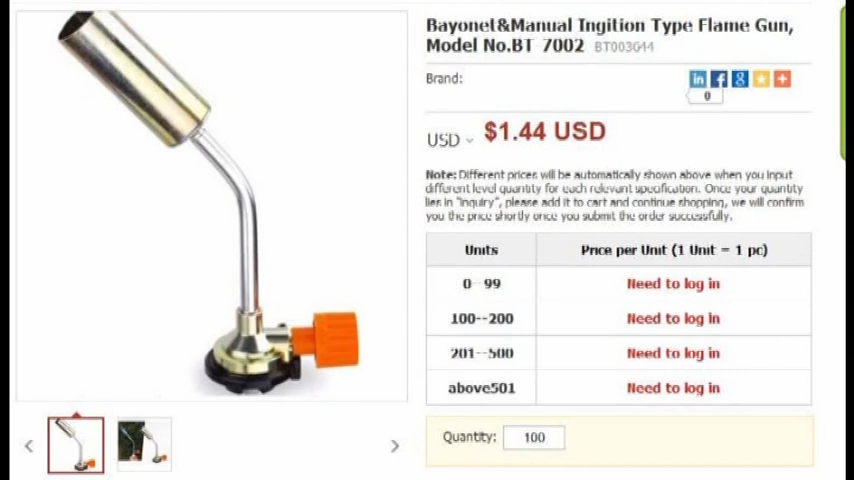 Bayonet&Manual Ingition Type Flame Gun,
Model No.BT 7002 BT003644
Brand:
in f g +
0
USD $1.44 USD
Note: Different prices will be automatically shown above when you input
different level quantity for each relevant specification. Once your quantity
lies in "Inquiry", please add it to cart and continue shopping, we will confirm
you the price shortly once you submit the order successfully.
Units Price per Unit (1 Unit = 1 pc)
0--99 Need to log in
100--200 Need to log in
201--500 Need to log in
above501 Need to log in
Quantity: 100